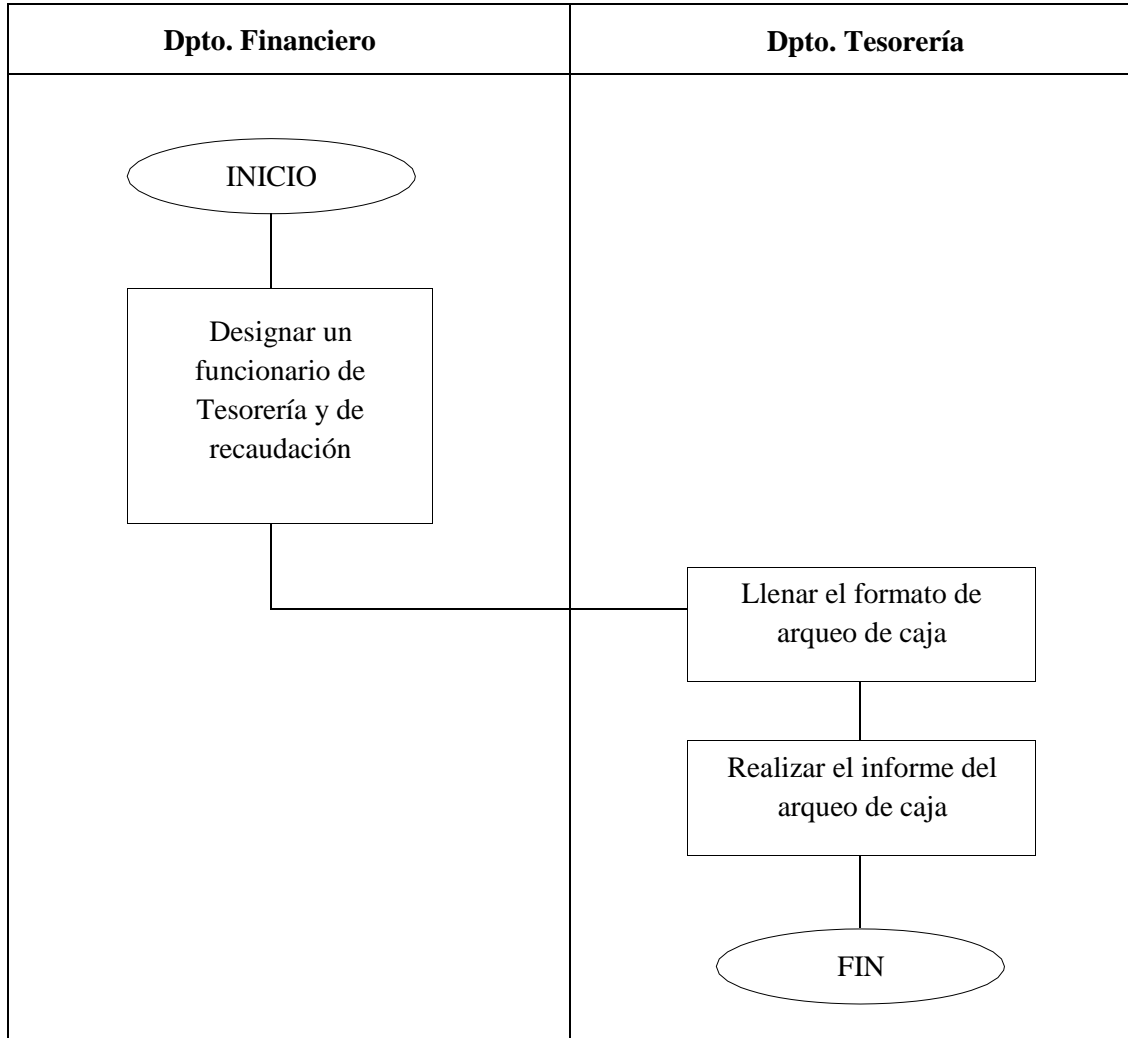 Dpto. Financiero
Dpto. Tesorería
INICIO
Designar un
funcionario de
Tesorería y de
recaudación
Llenar el formato de
arqueo de caja
Realizar el informe del
arqueo de caja
FIN